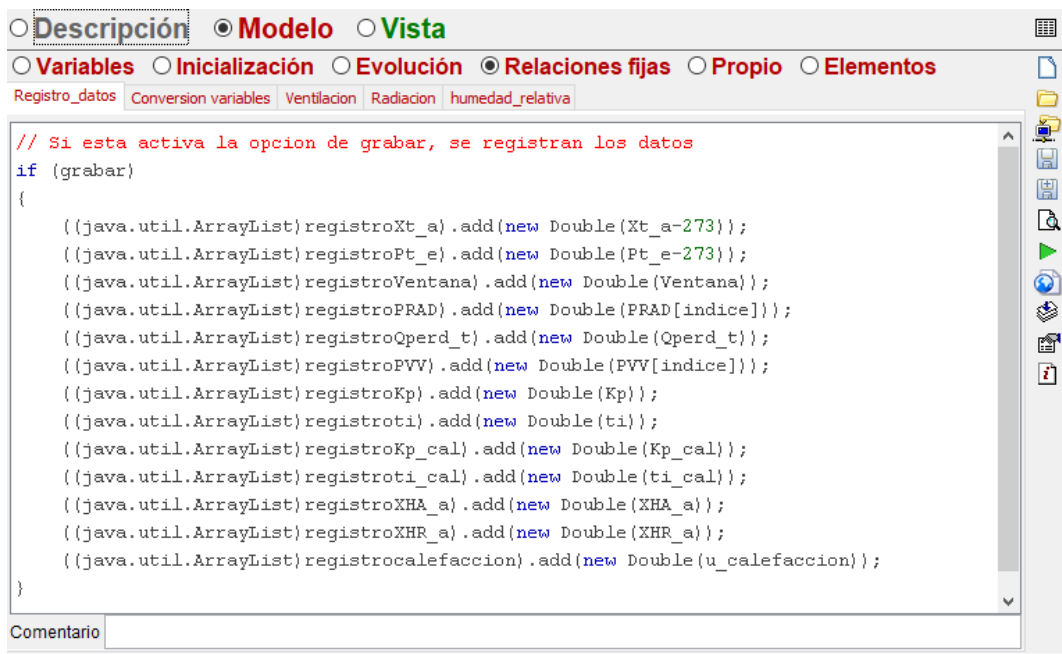 Descripción Modelo Vista
Variables Inicialización Evolución Relaciones fijas Propio Elementos
Registro_datos Conversion variables Ventilacion Radiacion humedad_relativa
// Si esta activa la opcion de grabar, se registran los datos
if (grabar)
{
((java.util.ArrayList)registroXt_a).add(new Double(Xt_a-273));
((java.util.ArrayList)registroPt_e).add(new Double(Pt_e-273));
((java.util.ArrayList)registroVentana).add(new Double(Ventana));
((java.util.ArrayList)registroPRAD).add(new Double(PRAD[indice]));
((java.util.ArrayList)registroQperd_t).add(new Double(Qperd_t));
((java.util.ArrayList)registroPVV).add(new Double(PVV[indice]));
((java.util.ArrayList)registroKp).add(new Double(Kp));
((java.util.ArrayList)registroti).add(new Double(ti));
((java.util.ArrayList)registroKp_cal).add(new Double(Kp_cal));
((java.util.ArrayList)registroti_cal).add(new Double(ti_cal));
((java.util.ArrayList)registroXHA_a).add(new Double(XHA_a));
((java.util.ArrayList)registroXHR_a).add(new Double(XHR_a));
((java.util.ArrayList)registrocalefaccion).add(new Double(u_calefaccion));
}
Comentario